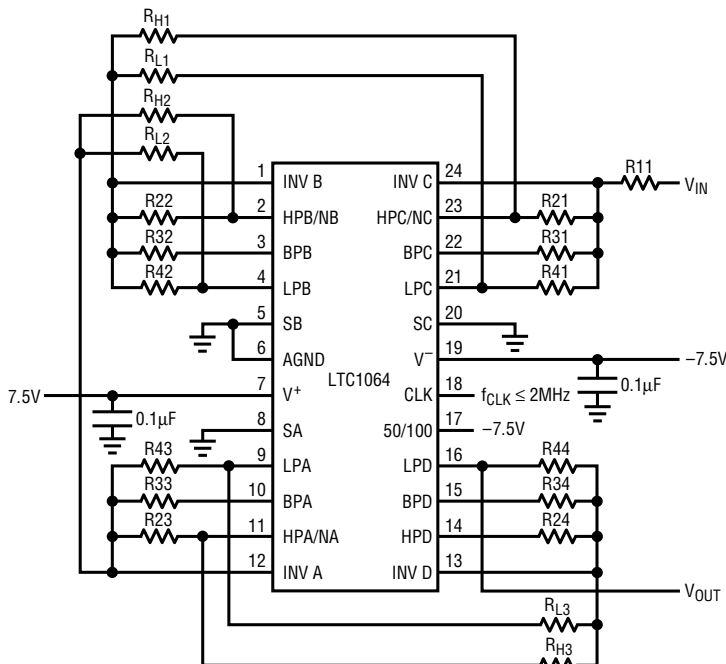 RH1
RL1
RH2
RL2
1 INV B INV C 24 R11 VIN
R22 2 HPB/NB HPC/NC 23 R21
R32 3 BPB BPC 22 R31
R42 4 LPB LPC 21 R41
5 SB SC 20
6 AGND V– 19 –7.5V
LTC1064
7.5V 7 V+ CLK 18 fCLK ≤ 2MHz 0.1µF
0.1µF 8 SA 50/100 17 –7.5V
R43 9 LPA LPD 16 R44
R33 10 BPA BPD 15 R34
R23 11 HPA/NA HPD 14 R24
12 INV A INV D 13
VOUT
RL3
RH3